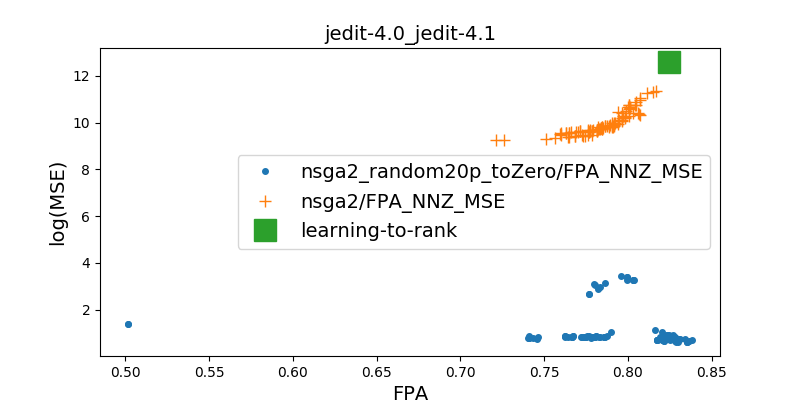 jedit-4.0_jedit-4.1
log(MSE)
12
10
8
6
4
2
nsga2_random20p_toZero/FPA_NNZ_MSE
nsga2/FPA_NNZ_MSE
learning-to-rank
0.50 0.55 0.60 0.65 0.70 0.75 0.80 0.85
FPA